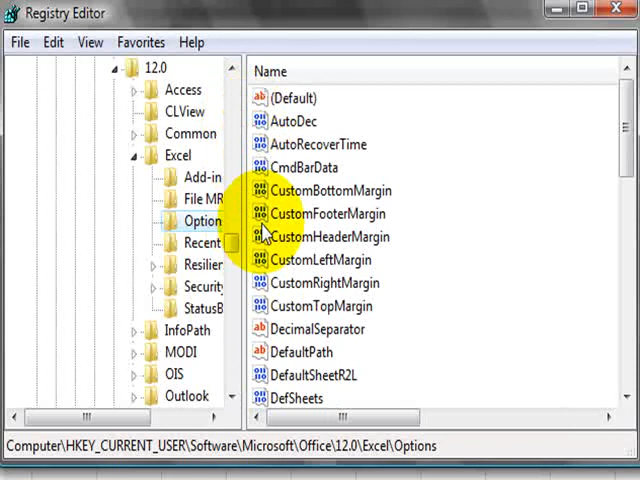 Registry Editor
File Edit View Favorites Help
12.0
Access
CLView
Common
Excel
Add-in
File MR
Option
Recent
Resilier
Security
StatusB
InfoPath
MODI
OIS
Outlook
Name
(Default)
AutoDec
AutoRecoverTime
CmdBarData
CustomBottomMargin
CustomFooterMargin
CustomHeaderMargin
CustomLeftMargin
CustomRightMargin
CustomTopMargin
DecimalSeparator
DefaultPath
DefaultSheetR2L
DefSheets
Computer\HKEY_CURRENT_USER\Software\Microsoft\Office\12.0\Excel\Options